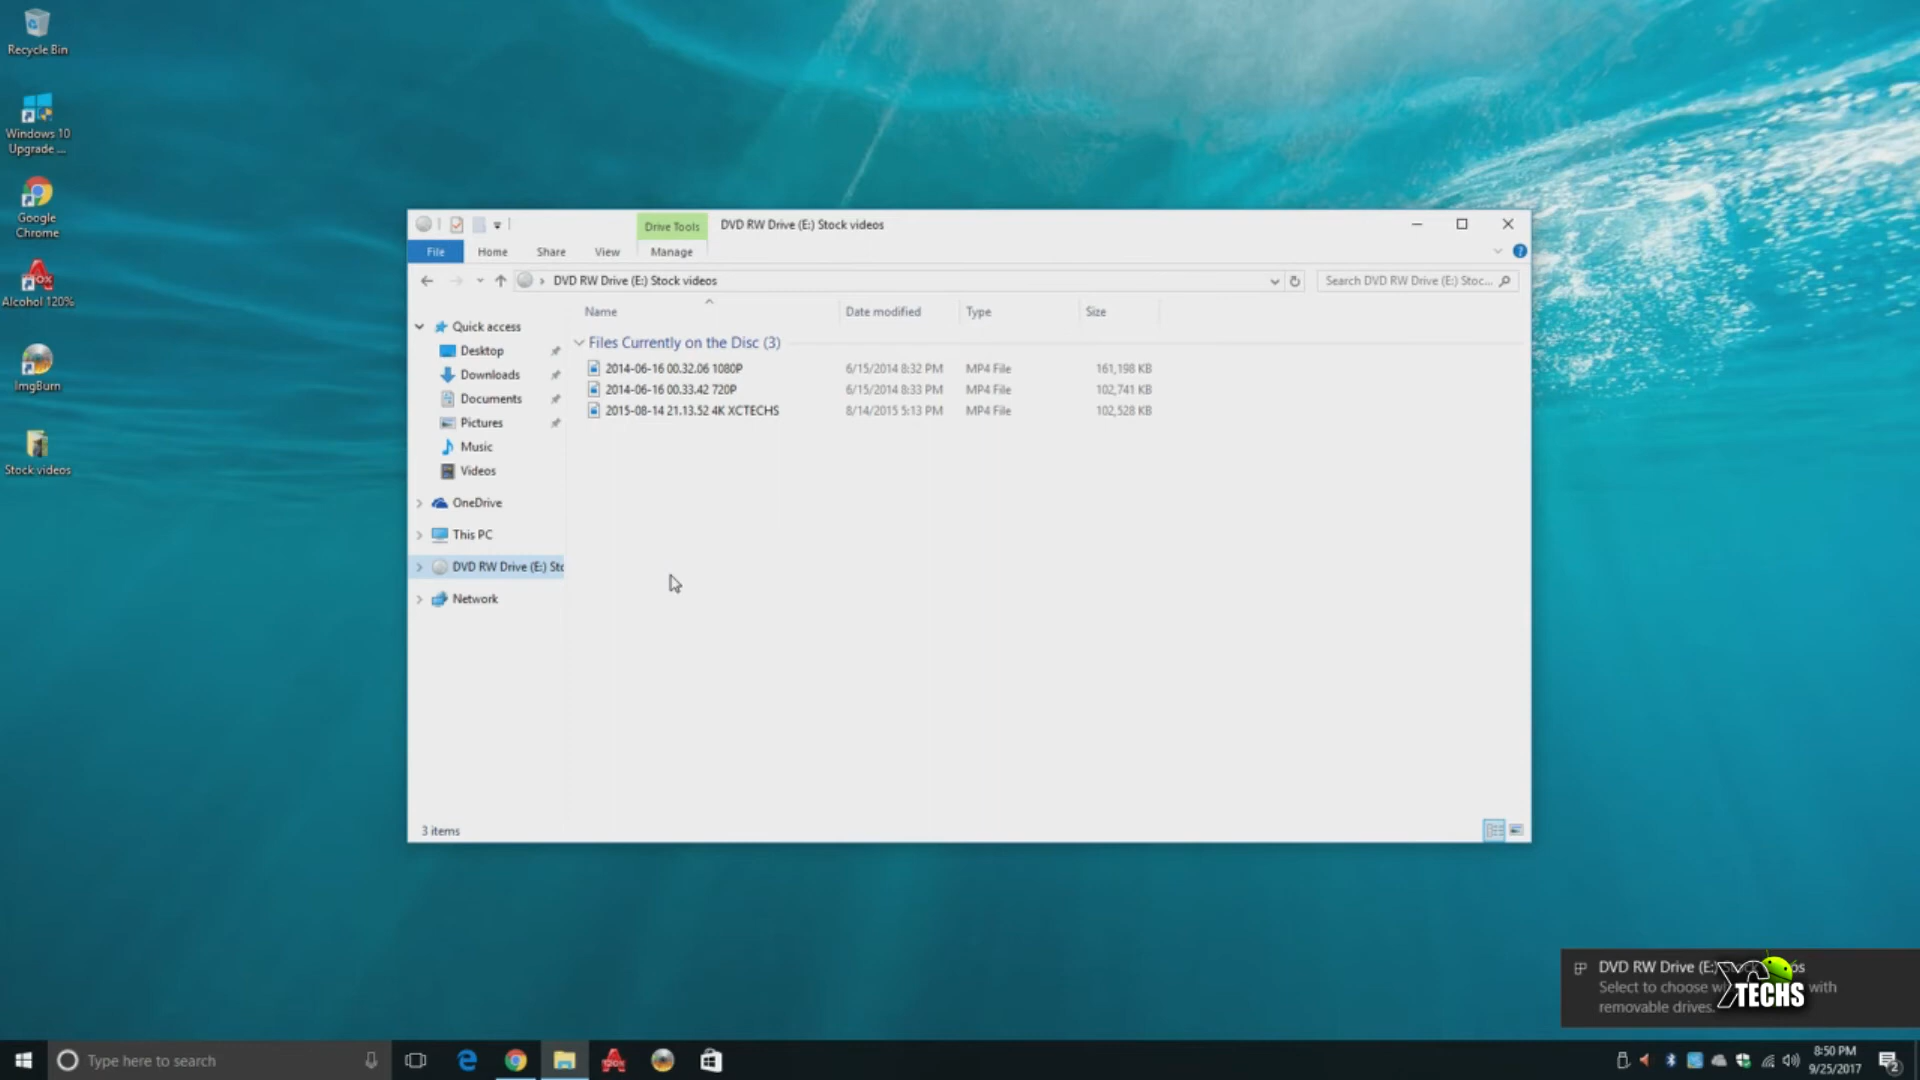 Recycle Bin
Windows 10
Upgrade ...
Google
Chrome
Alcohol 120%
ImgBurn
Stock videos
Drive Tools
DVD RW Drive (E:) Stock videos
File
Home
Share
View
Manage
DVD RW Drive (E:) Stock videos
Search DVD RW Drive (E:) Stoc...
Name
Date modified
Type
Size
Quick access
Desktop
Downloads
Documents
Pictures
Music
Videos
OneDrive
This PC
DVD RW Drive (E:) Sto
Network
Files Currently on the Disc (3)
2014-06-16 00.32.06 1080P 6/15/2014 8:32 PM MP4 File 161,198 KB
2014-06-16 00.33.42 720P 6/15/2014 8:33 PM MP4 File 102,741 KB
2015-08-14 21.13.52 4K XCTECHS 8/14/2015 5:13 PM MP4 File 102,528 KB
3 items
DVD RW Drive (E:)
Select to choose with
removable drives.
XC TECHS
Type here to search
8:50 PM
9/25/2017
2